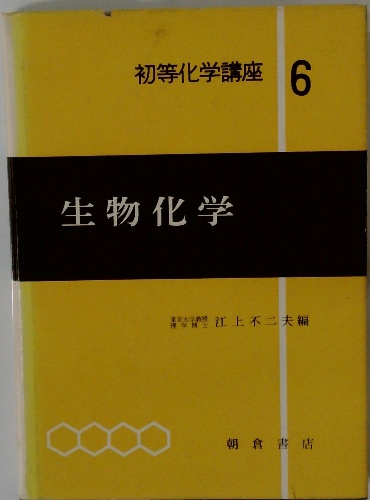 初等化学講座 6
生物化学
東京大学教授
理学博士
江上不二夫編
朝倉書店